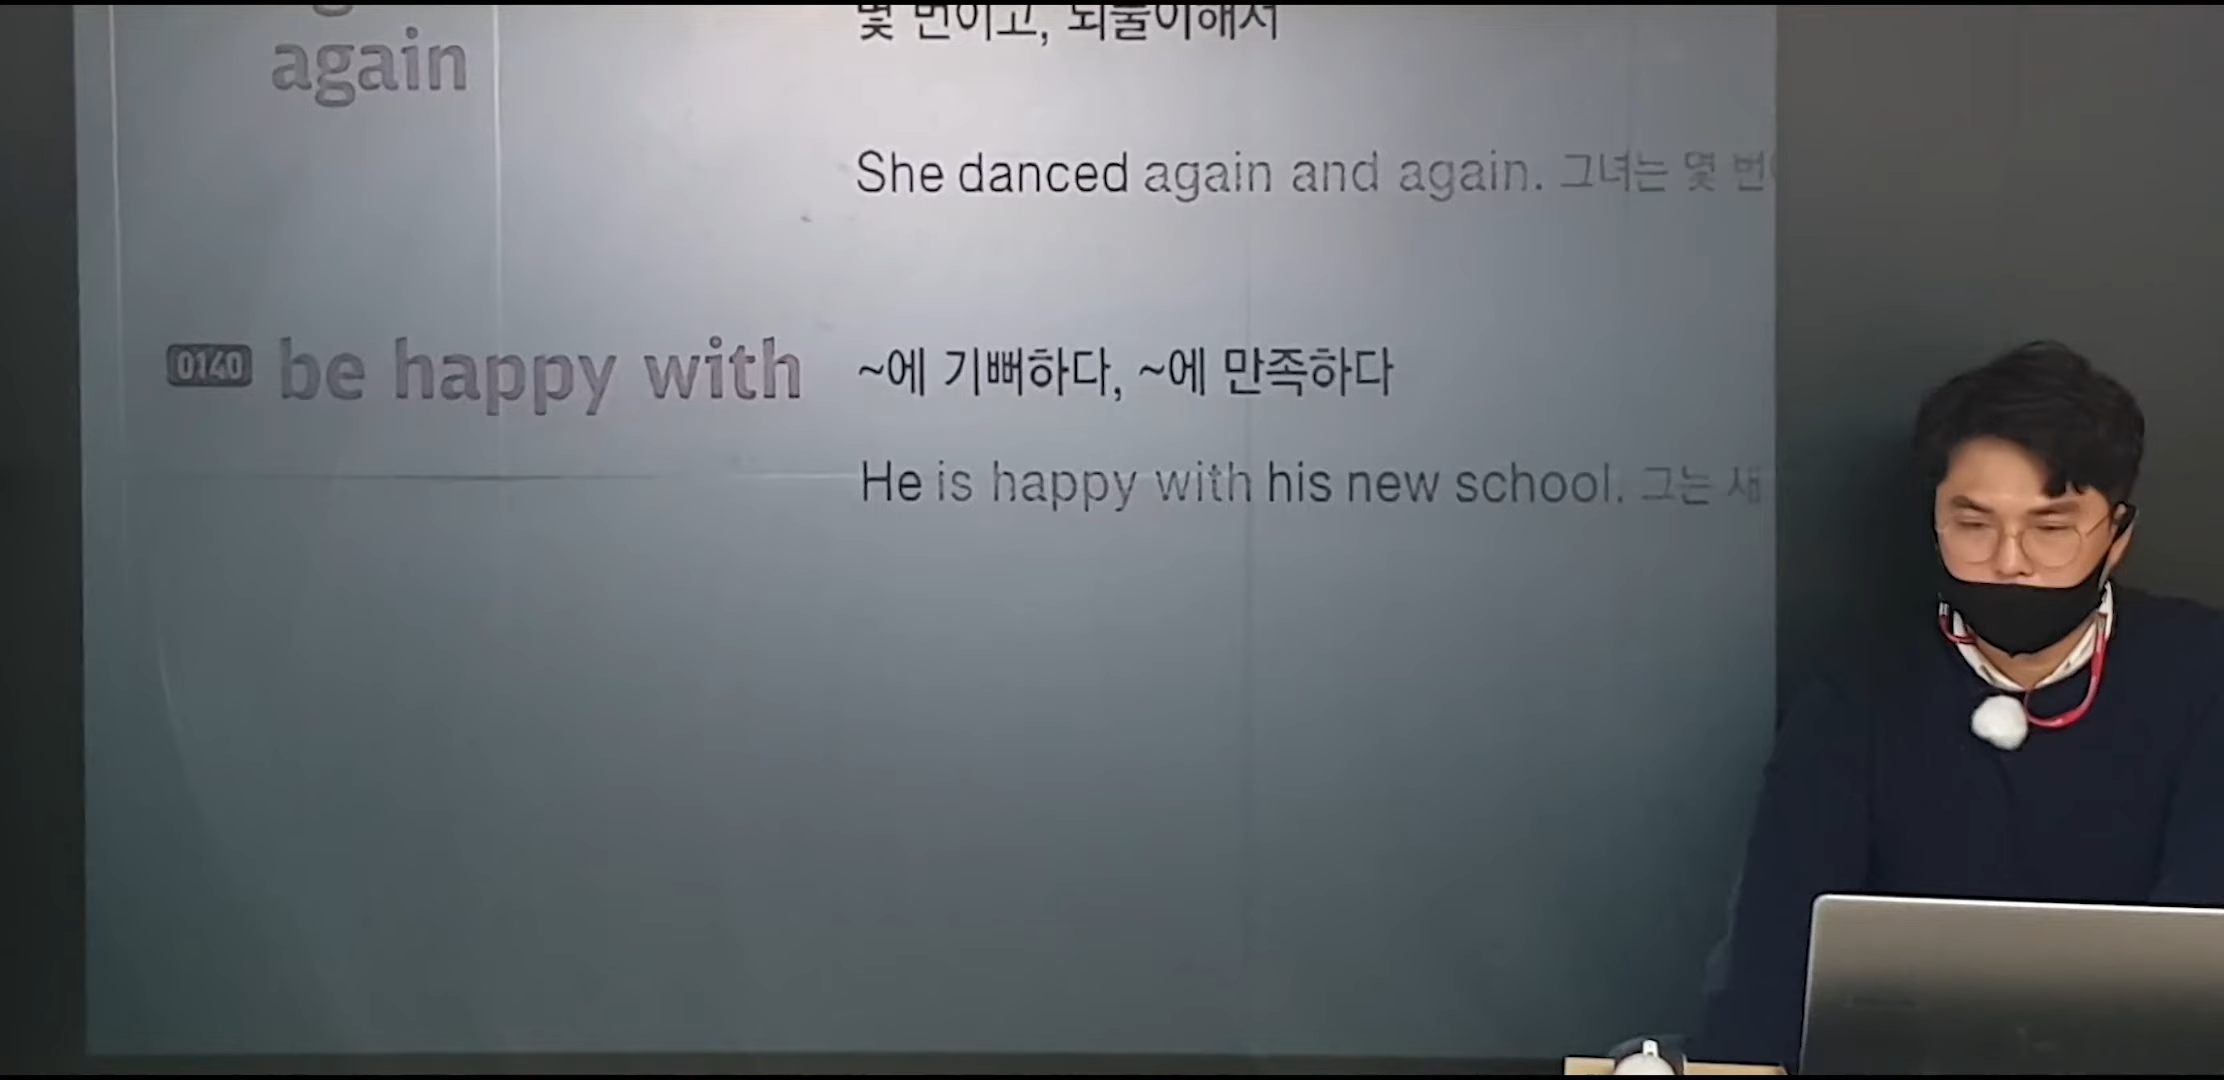 몇 번이고, 되풀이해서
again
She danced again and again. 그녀는 몇 번
0140 be happy with ~에 기뻐하다, ~에 만족하다
He is happy with his new school. 그는 새